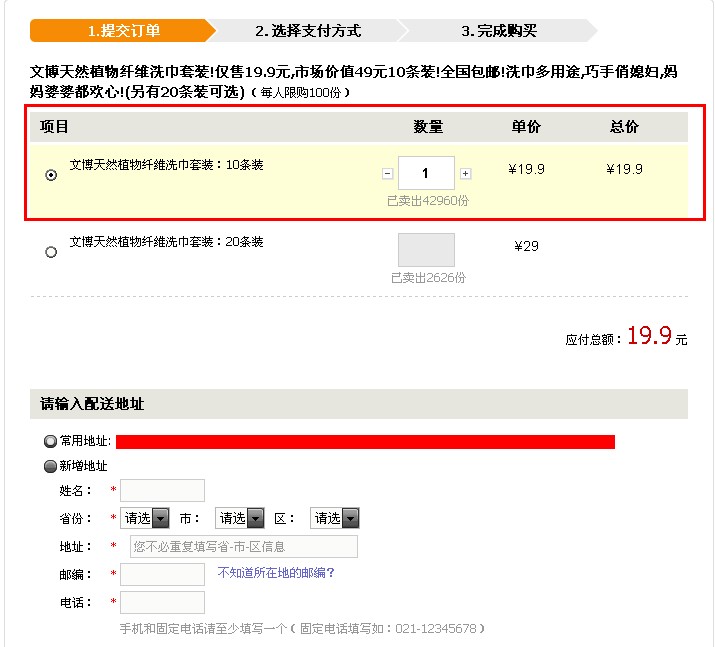 1.提交订单 2.选择支付方式 3.完成购买
文博天然植物纤维洗巾套装!仅售19.9元,市场价值49元10条装!全国包邮!洗巾多用途,巧手俏媳妇,妈
妈婆婆都欢心!(另有20条装可选)（每人限购100份）
项目 数量 单价 总价
文博天然植物纤维洗巾套装：10条装 - 1 + ¥19.9 ¥19.9
已卖出42960份
文博天然植物纤维洗巾套装：20条装 ¥29
已卖出2626份
应付总额：19.9 元
请输入配送地址
常用地址:
新增地址
姓名： *
省份： * 请选 市： 请选 区： 请选
地址： * 您不必重复填写省-市-区信息
邮编： * 不知道所在地的邮编?
电话： *
手机和固定电话请至少填写一个（固定电话填写如：021-12345678）